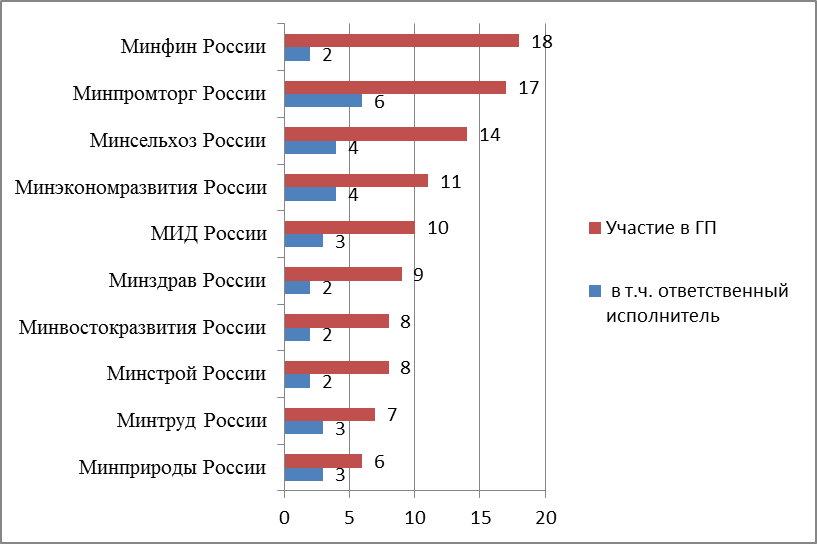 Минфин России
18
2
Минпромторг России
17
6
Минсельхоз России
14
4
Минэкономразвития России
11
4
МИД России
10
3
Минздрав России
9
2
Минвостокразвития России
8
2
Минстрой России
8
2
Минтруд России
7
3
Минприроды России
6
3
0 5 10 15 20
Участие в ГП
в т.ч. ответственный
исполнитель